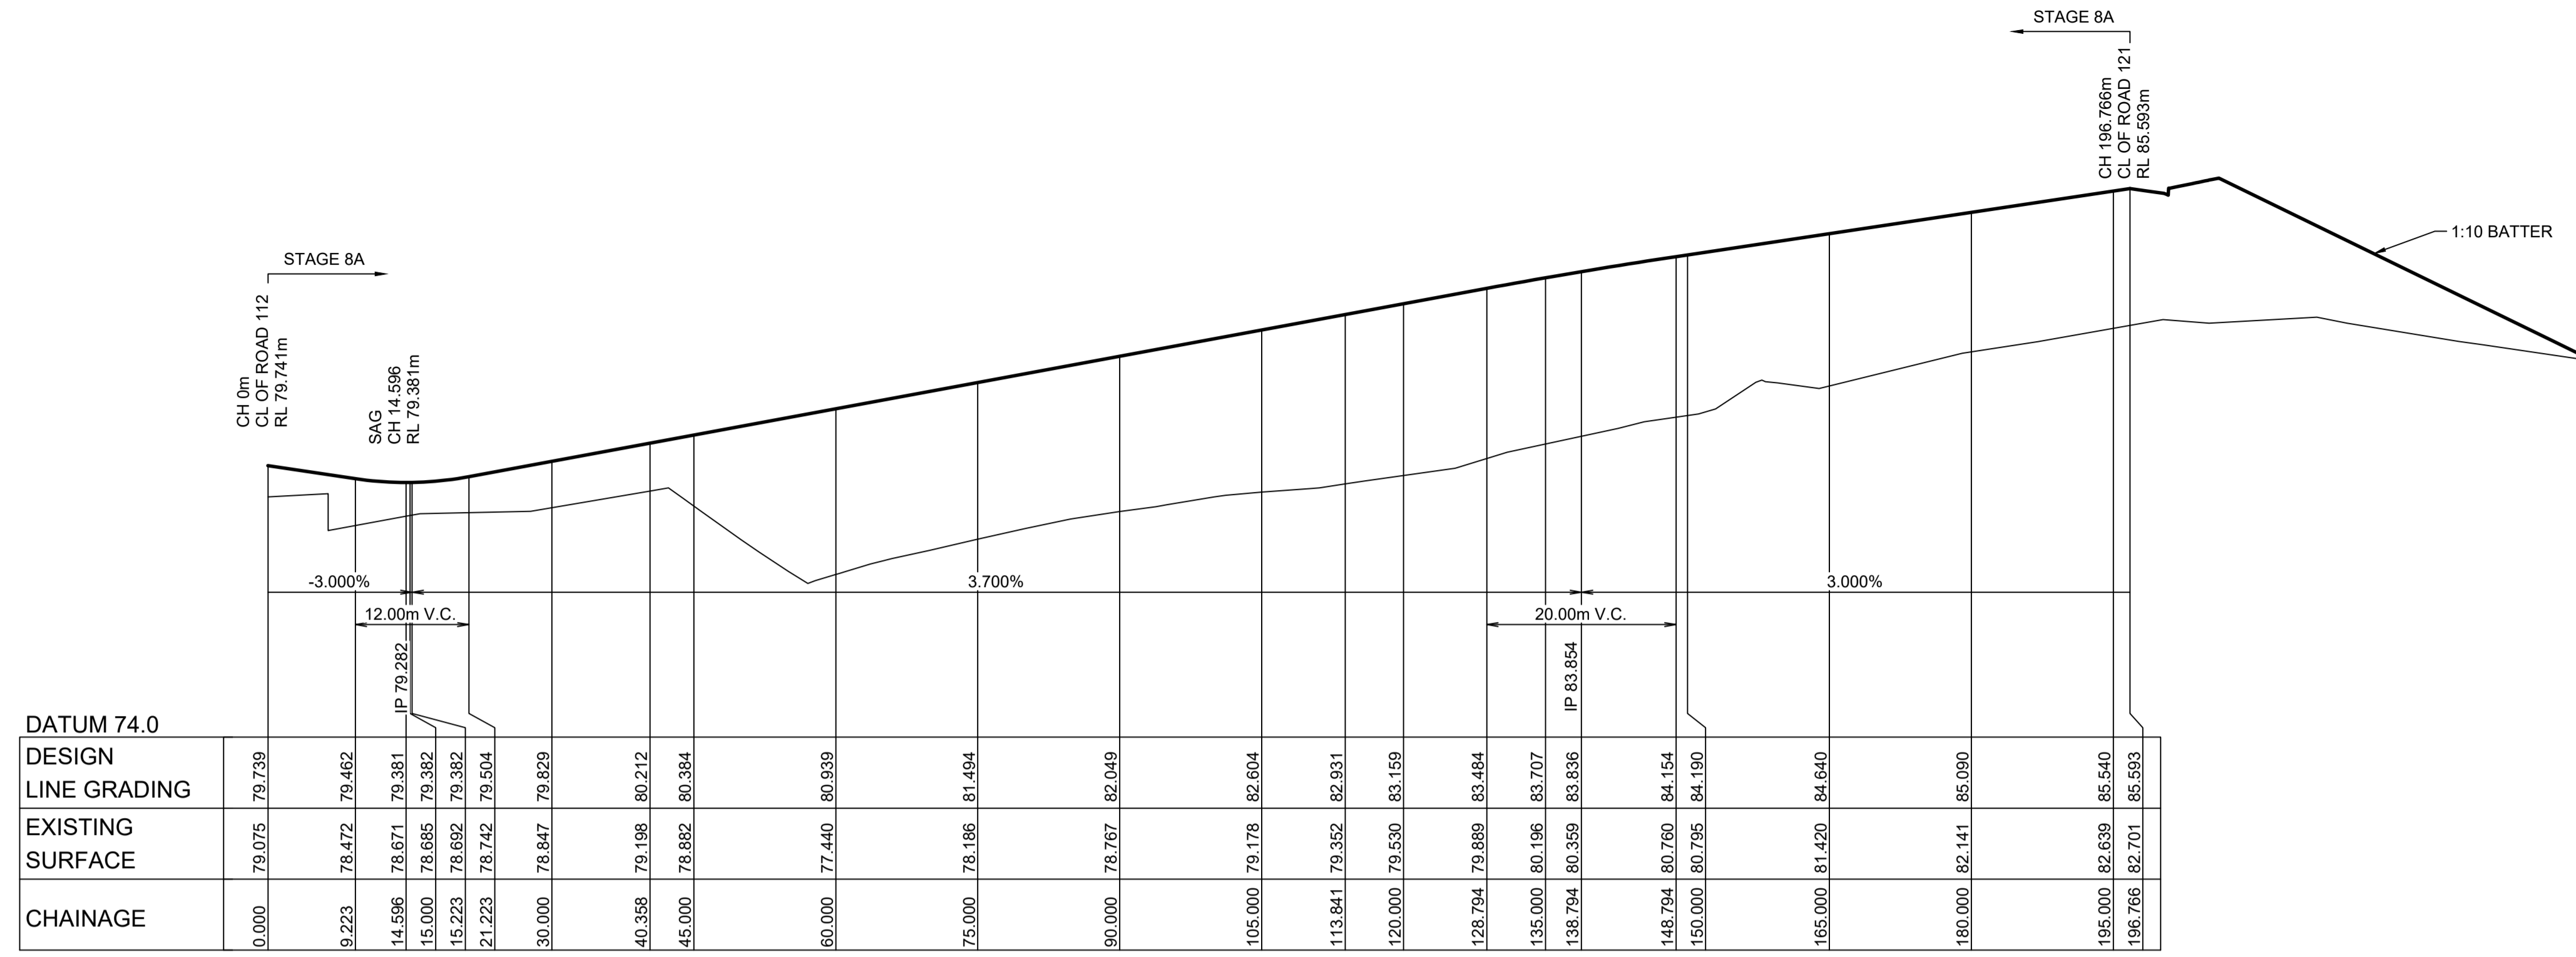 STAGE 8A
CH 196.766m
CL OF ROAD 1211
RL 85.593m
1:10 BATTER
STAGE 8A
CH 0m
CL OF ROAD 112
RL 79.741m
SAG
CH 14.596
RL 79.381m
-3.000%
3.700%
3.000%
12.00m V.C.
20.00m V.C.
IP 79.282
IP 83.854
DATUM 74.0
DESIGN
LINE GRADING
79.739 79.462 79.381 79.382 79.382 79.504 79.829 80.212 80.384 80.939 81.494 82.049 82.604 82.931 83.159 83.484 83.707 83.836 84.154 84.190 84.640 85.090 85.540 85.593
EXISTING
SURFACE
79.075 78.472 78.671 78.685 78.692 78.742 78.847 79.198 78.882 77.440 78.186 78.767 79.178 79.352 79.530 79.889 80.196 80.359 80.760 80.795 81.420 82.141 82.639 82.701
CHAINAGE
0.000 9.223 14.596 15.000 15.223 21.223 30.000 40.358 45.000 60.000 75.000 90.000 105.000 113.841 120.000 128.794 135.000 138.794 148.794 150.000 165.000 180.000 195.000 196.766